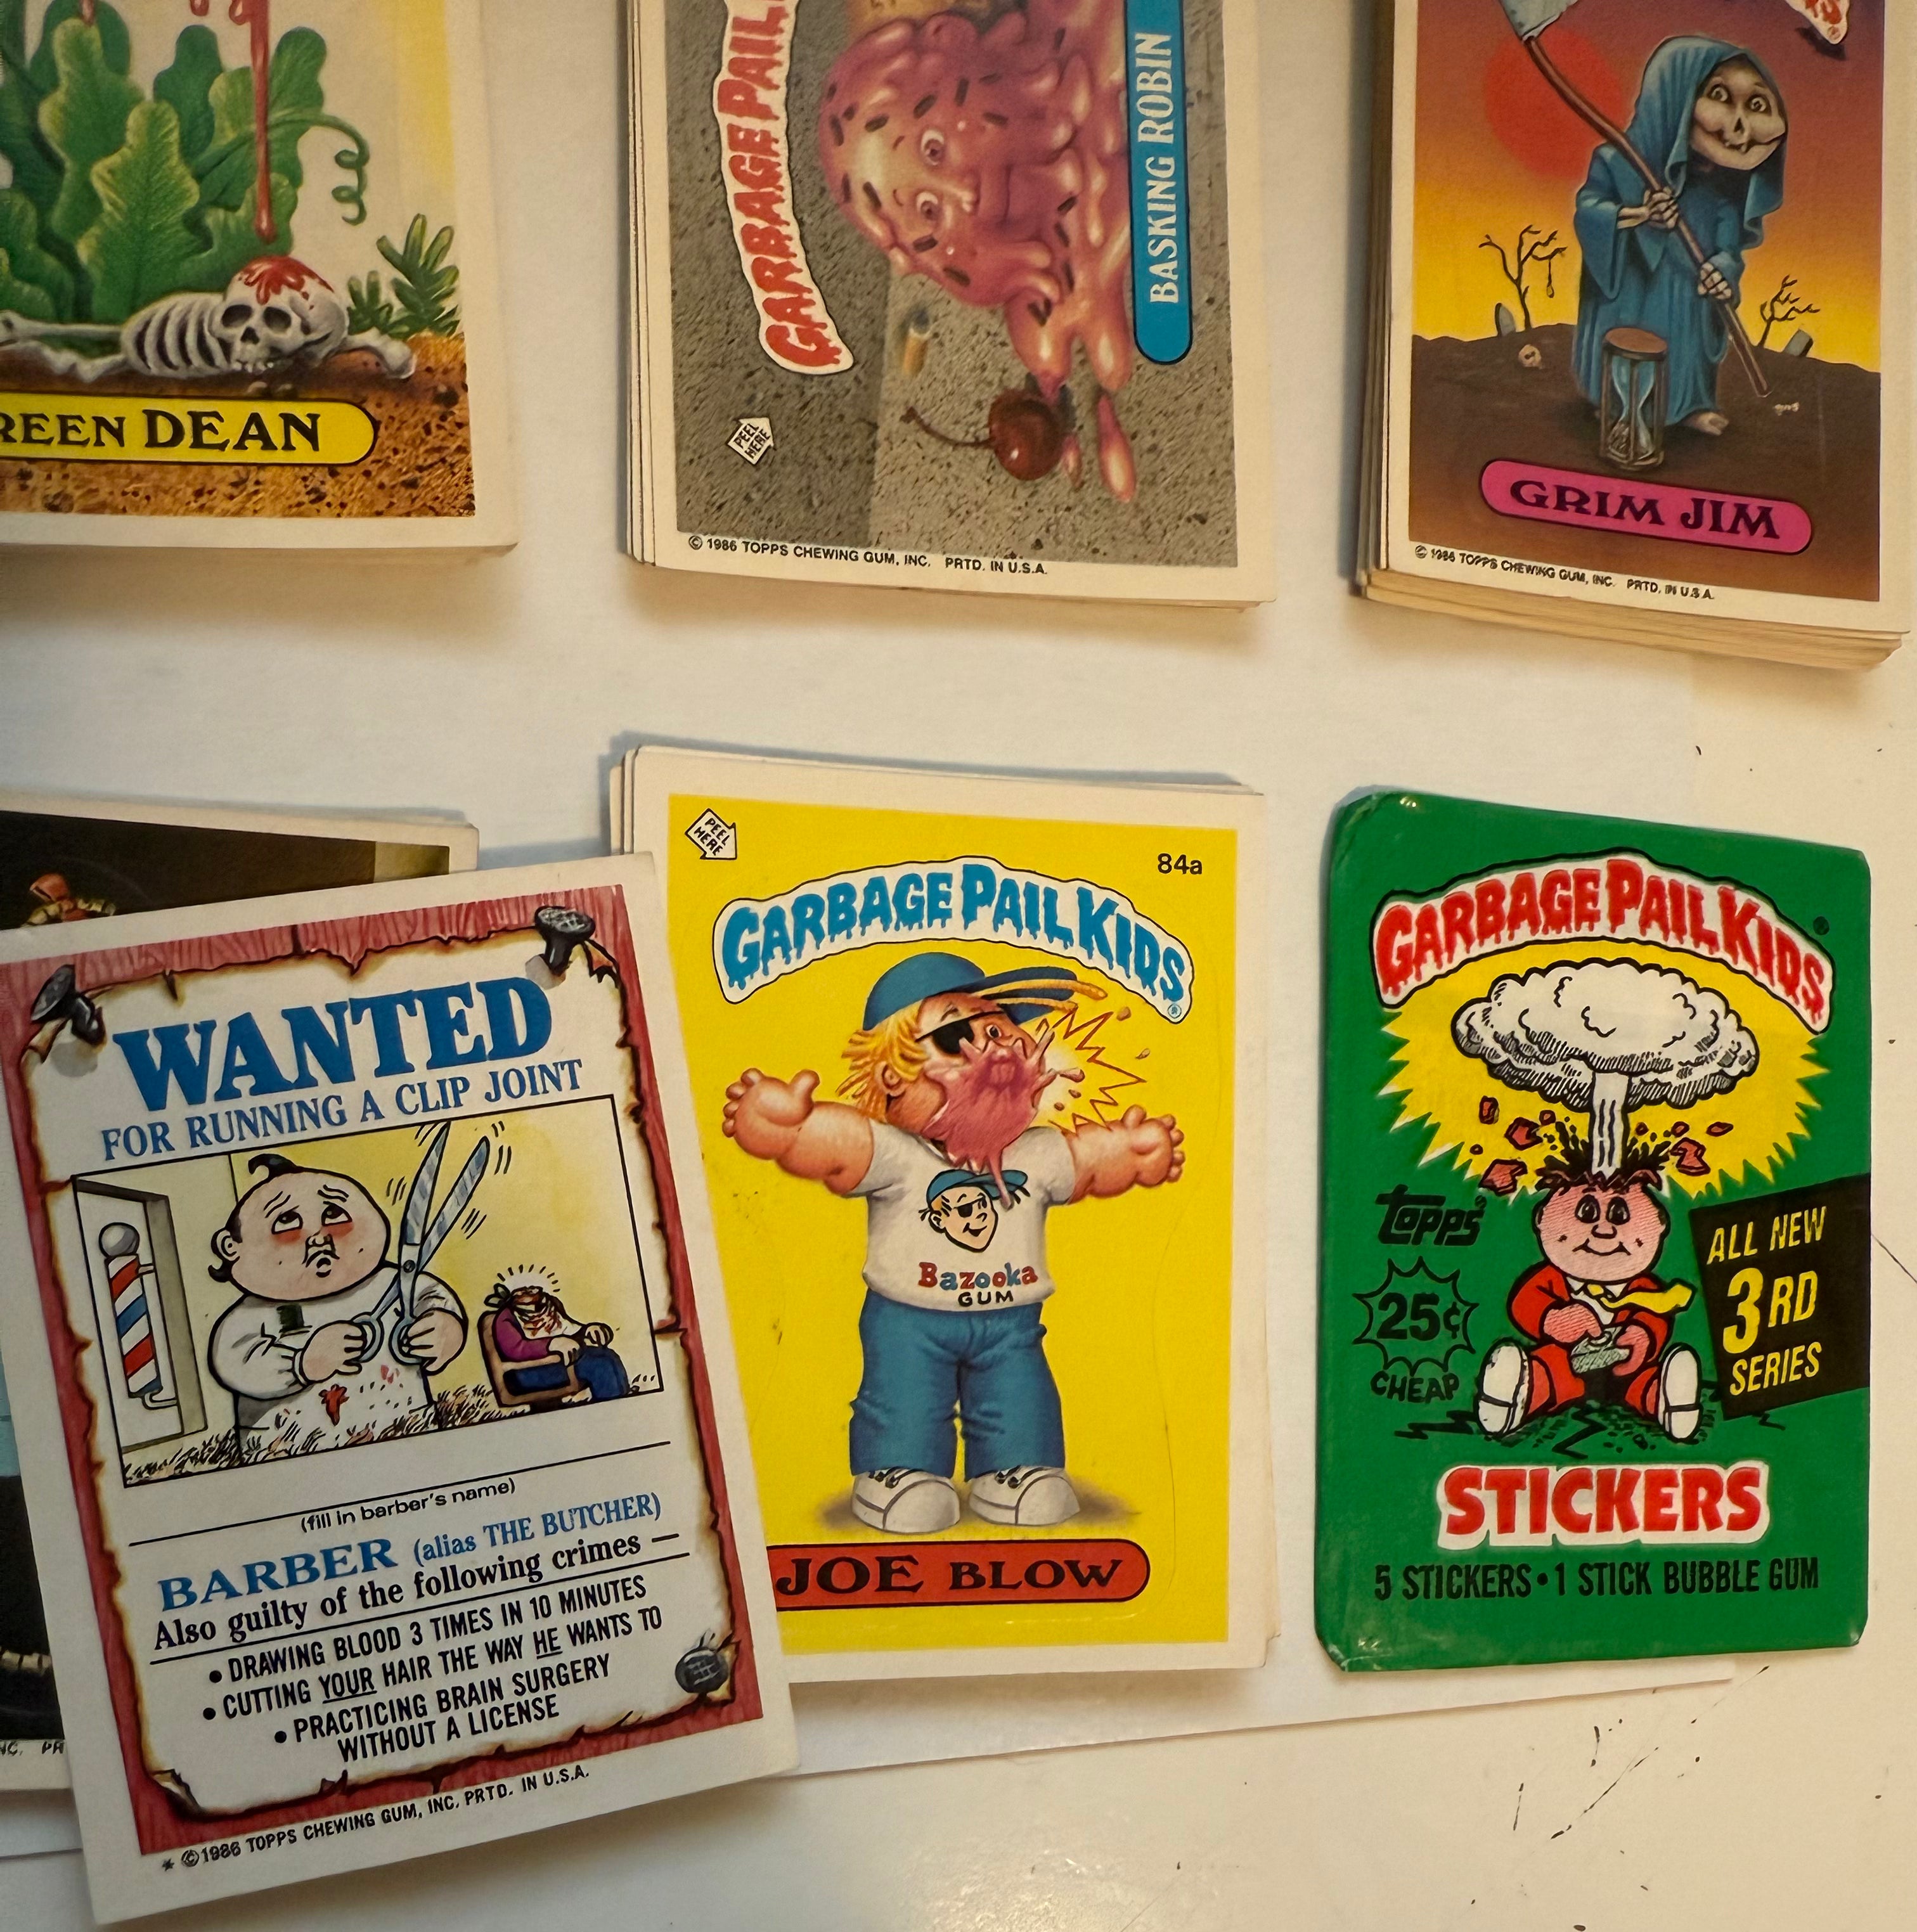 REEN DEAN
GARBAGE PAIL
BASKING ROBIN
PEEL
HERE
© 1986 TOPPS CHEWING GUM, INC. PRTD. IN U.S.A.
GRIM JIM
© 1986 TOPPS CHEWING GUM, INC. PRTD. IN U.S.A.
WANTED
FOR RUNNING A CLIP JOINT
(fill in barber's name)
BARBER (alias THE BUTCHER)
Also guilty of the following crimes —
• DRAWING BLOOD 3 TIMES IN 10 MINUTES
• CUTTING YOUR HAIR THE WAY HE WANTS TO
• PRACTICING BRAIN SURGERY
WITHOUT A LICENSE
* © 1986 TOPPS CHEWING GUM, INC. PRTD. IN U.S.A.
PEEL
HERE
84a
GARBAGE PAIL KIDS®
Bazooka
GUM
JOE BLOW
GARBAGE PAIL KIDS®
topps®
25¢
CHEAP
ALL NEW
3RD
SERIES
STICKERS
5 STICKERS • 1 STICK BUBBLE GUM